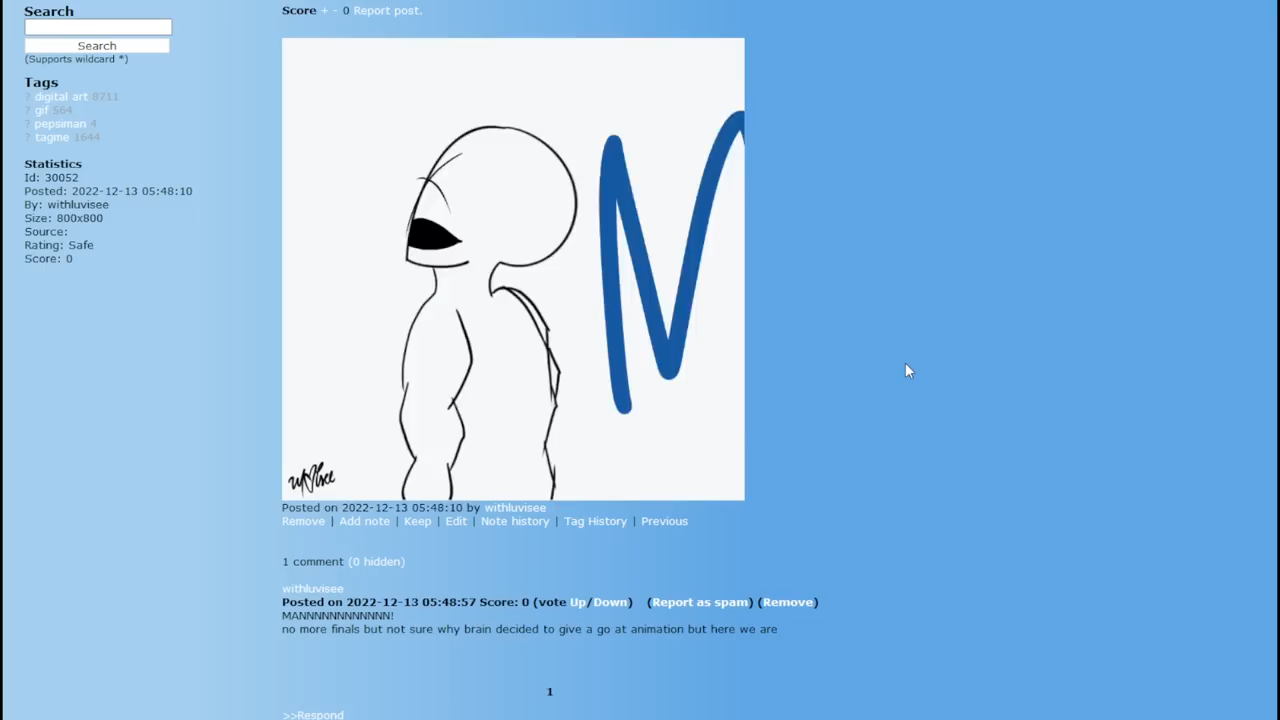 Search
Search
(Supports wildcard *)
Tags
? digital art 8711
? gif 564
? pepsiman 4
? tagme 1644
Statistics
Id: 30052
Posted: 2022-12-13 05:48:10
By: withluvisee
Size: 800x800
Source:
Rating: Safe
Score: 0
Score + - 0 Report post.
M
Posted on 2022-12-13 05:48:10 by withluvisee
Remove | Add note | Keep | Edit | Note history | Tag History | Previous
1 comment (0 hidden)
withluvisee
Posted on 2022-12-13 05:48:57 Score: 0 (vote Up/Down) (Report as spam) (Remove)
MANNNNNNNNNNNN!
no more finals but not sure why brain decided to give a go at animation but here we are
1
>>Respond